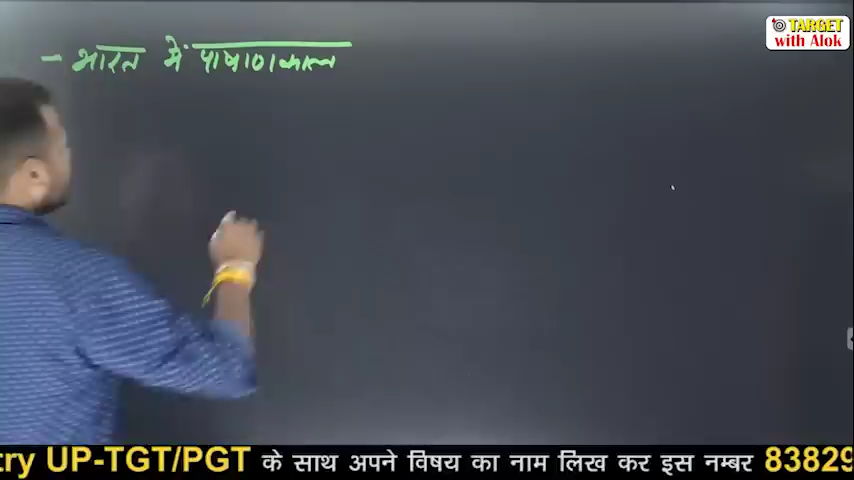 TARGET
with Alok
- भारत में पाषाणकाल
try UP-TGT/PGT के साथ अपने विषय का नाम लिख कर इस नम्बर 83829